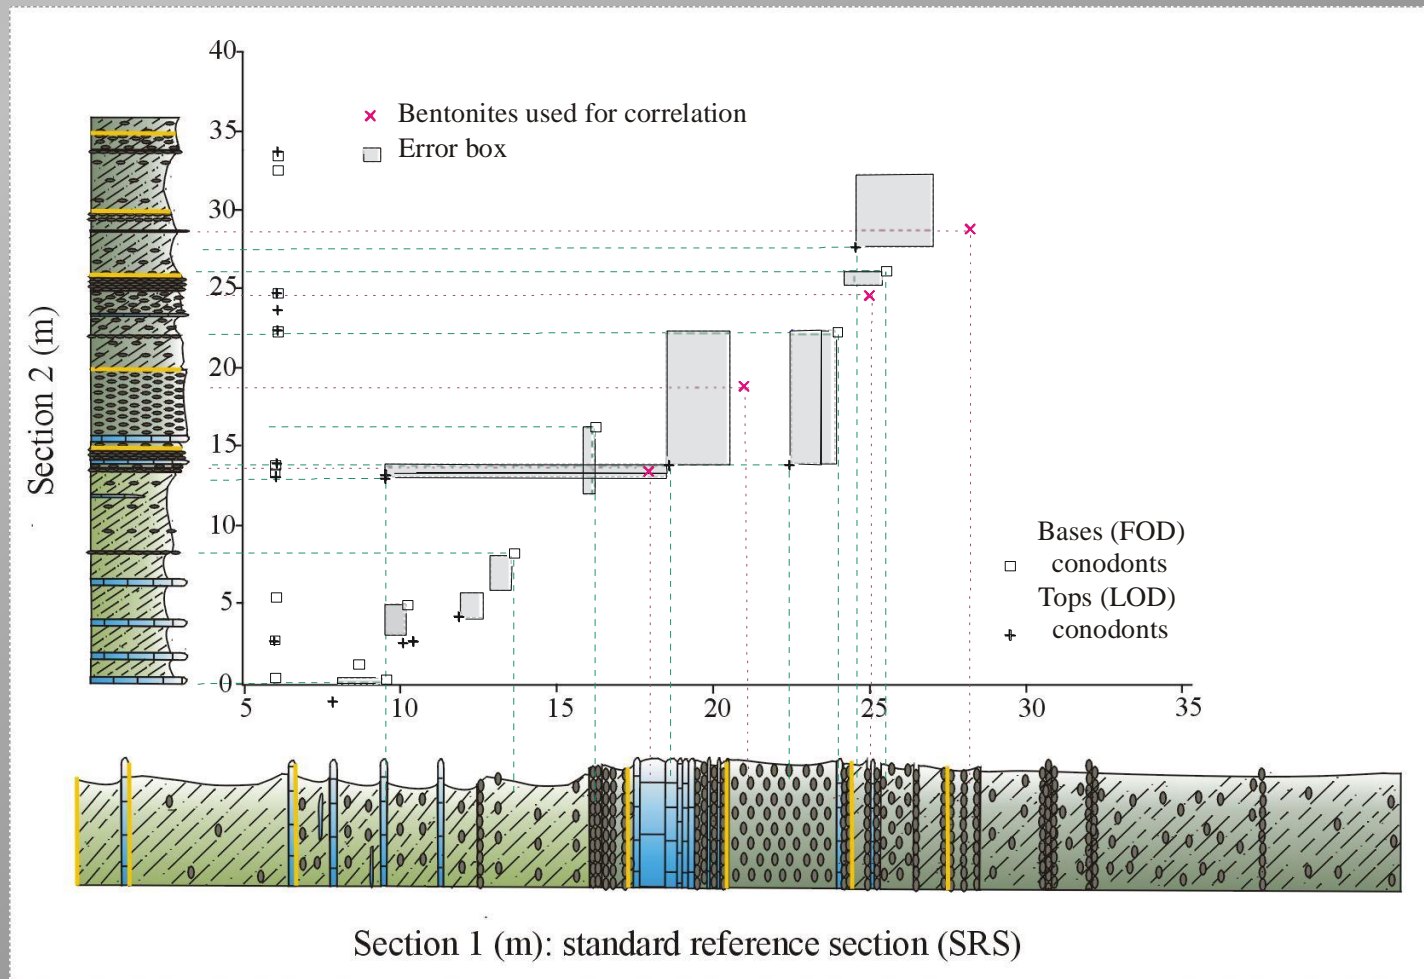 40
35
30
25
20
15
10
5
0
Bentonites used for correlation
Error box
Section 2 (m)
Bases (FOD)
conodonts
Tops (LOD)
conodonts
5 10 15 20 25 30 35
Section 1 (m): standard reference section (SRS)